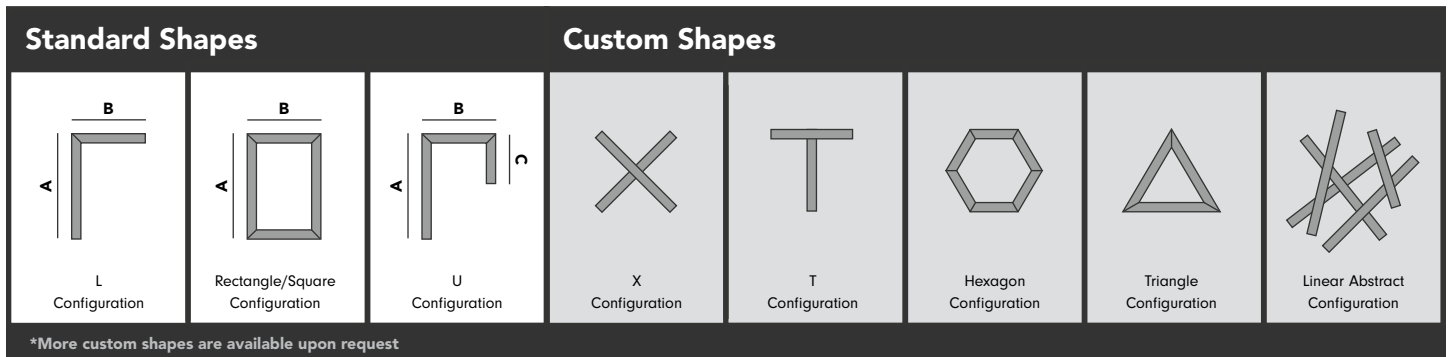 Standard Shapes
Custom Shapes
B
A
L
Configuration
B
A
Rectangle/Square
Configuration
B
A
C
U
Configuration
X
Configuration
T
Configuration
Hexagon
Configuration
Triangle
Configuration
Linear Abstract
Configuration
*More custom shapes are available upon request